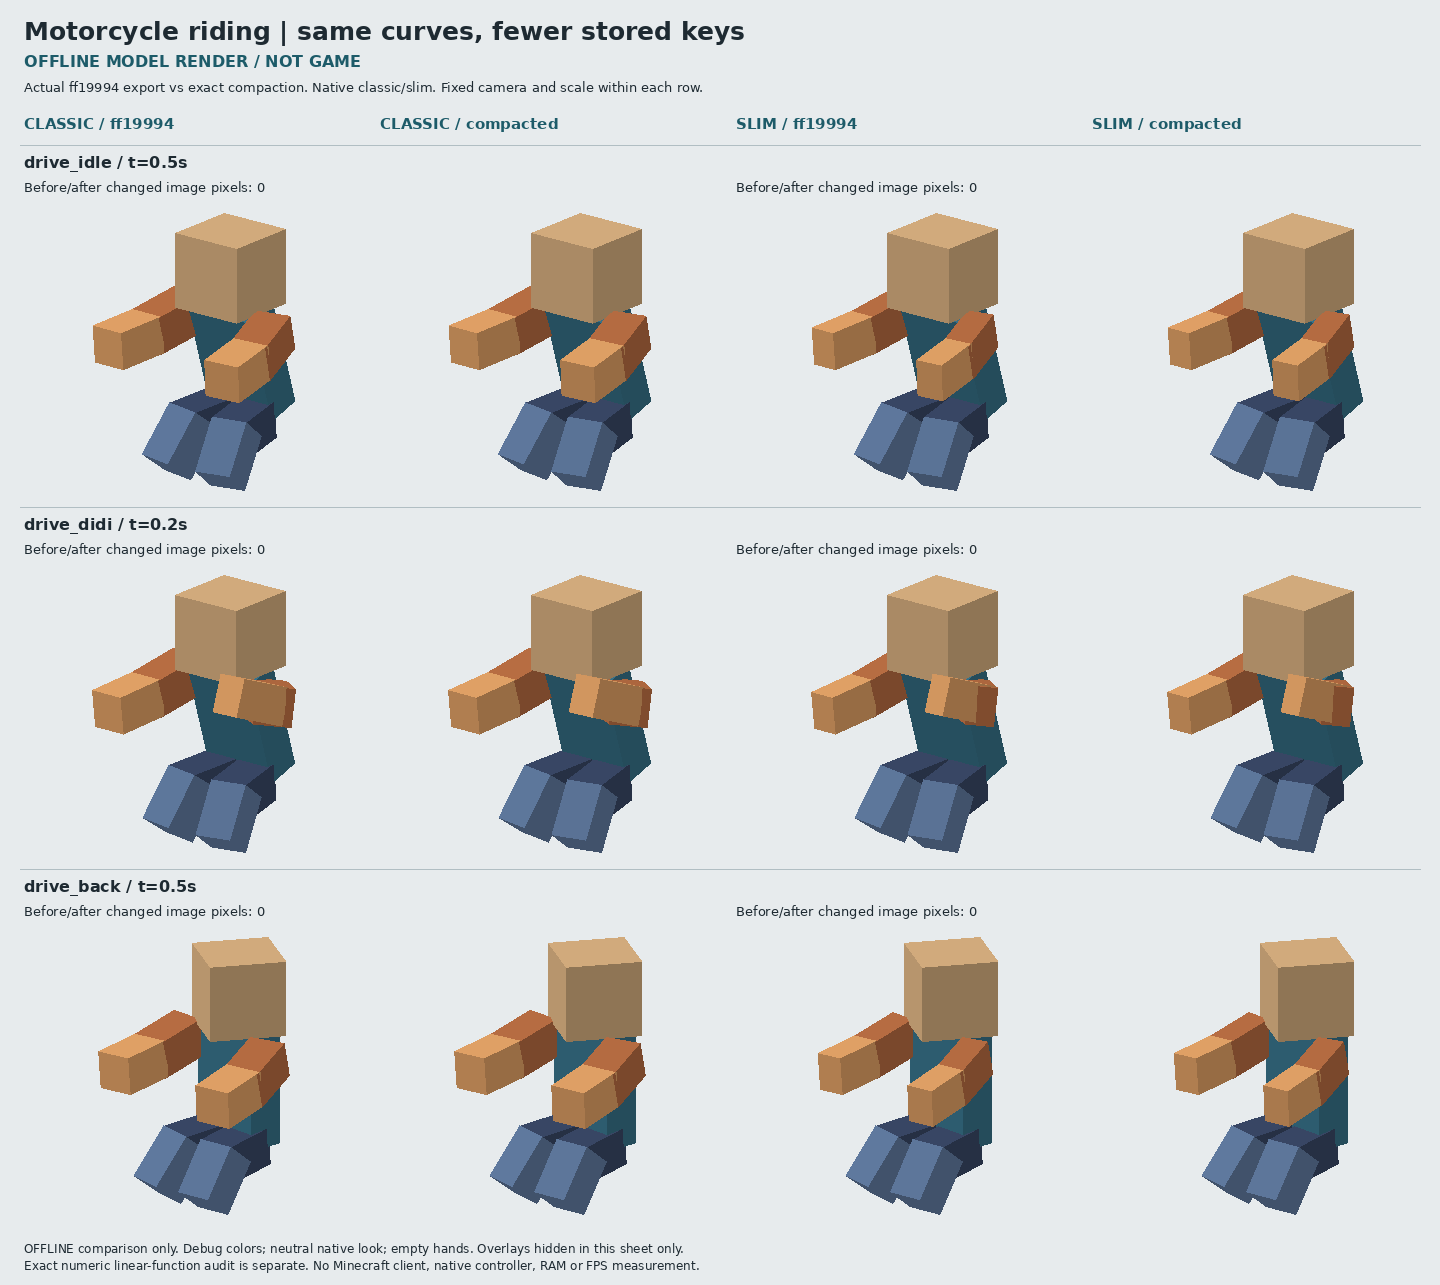 Motorcycle riding | same curves, fewer stored keys
OFFLINE MODEL RENDER / NOT GAME
Actual ff19994 export vs exact compaction. Native classic/slim. Fixed camera and scale within each row.
CLASSIC / ff19994
CLASSIC / compacted
SLIM / ff19994
SLIM / compacted
drive_idle / t=0.5s
Before/after changed image pixels: 0
Before/after changed image pixels: 0
drive_didi / t=0.2s
Before/after changed image pixels: 0
Before/after changed image pixels: 0
drive_back / t=0.5s
Before/after changed image pixels: 0
Before/after changed image pixels: 0
OFFLINE comparison only. Debug colors; neutral native look; empty hands. Overlays hidden in this sheet only.
Exact numeric linear-function audit is separate. No Minecraft client, native controller, RAM or FPS measurement.